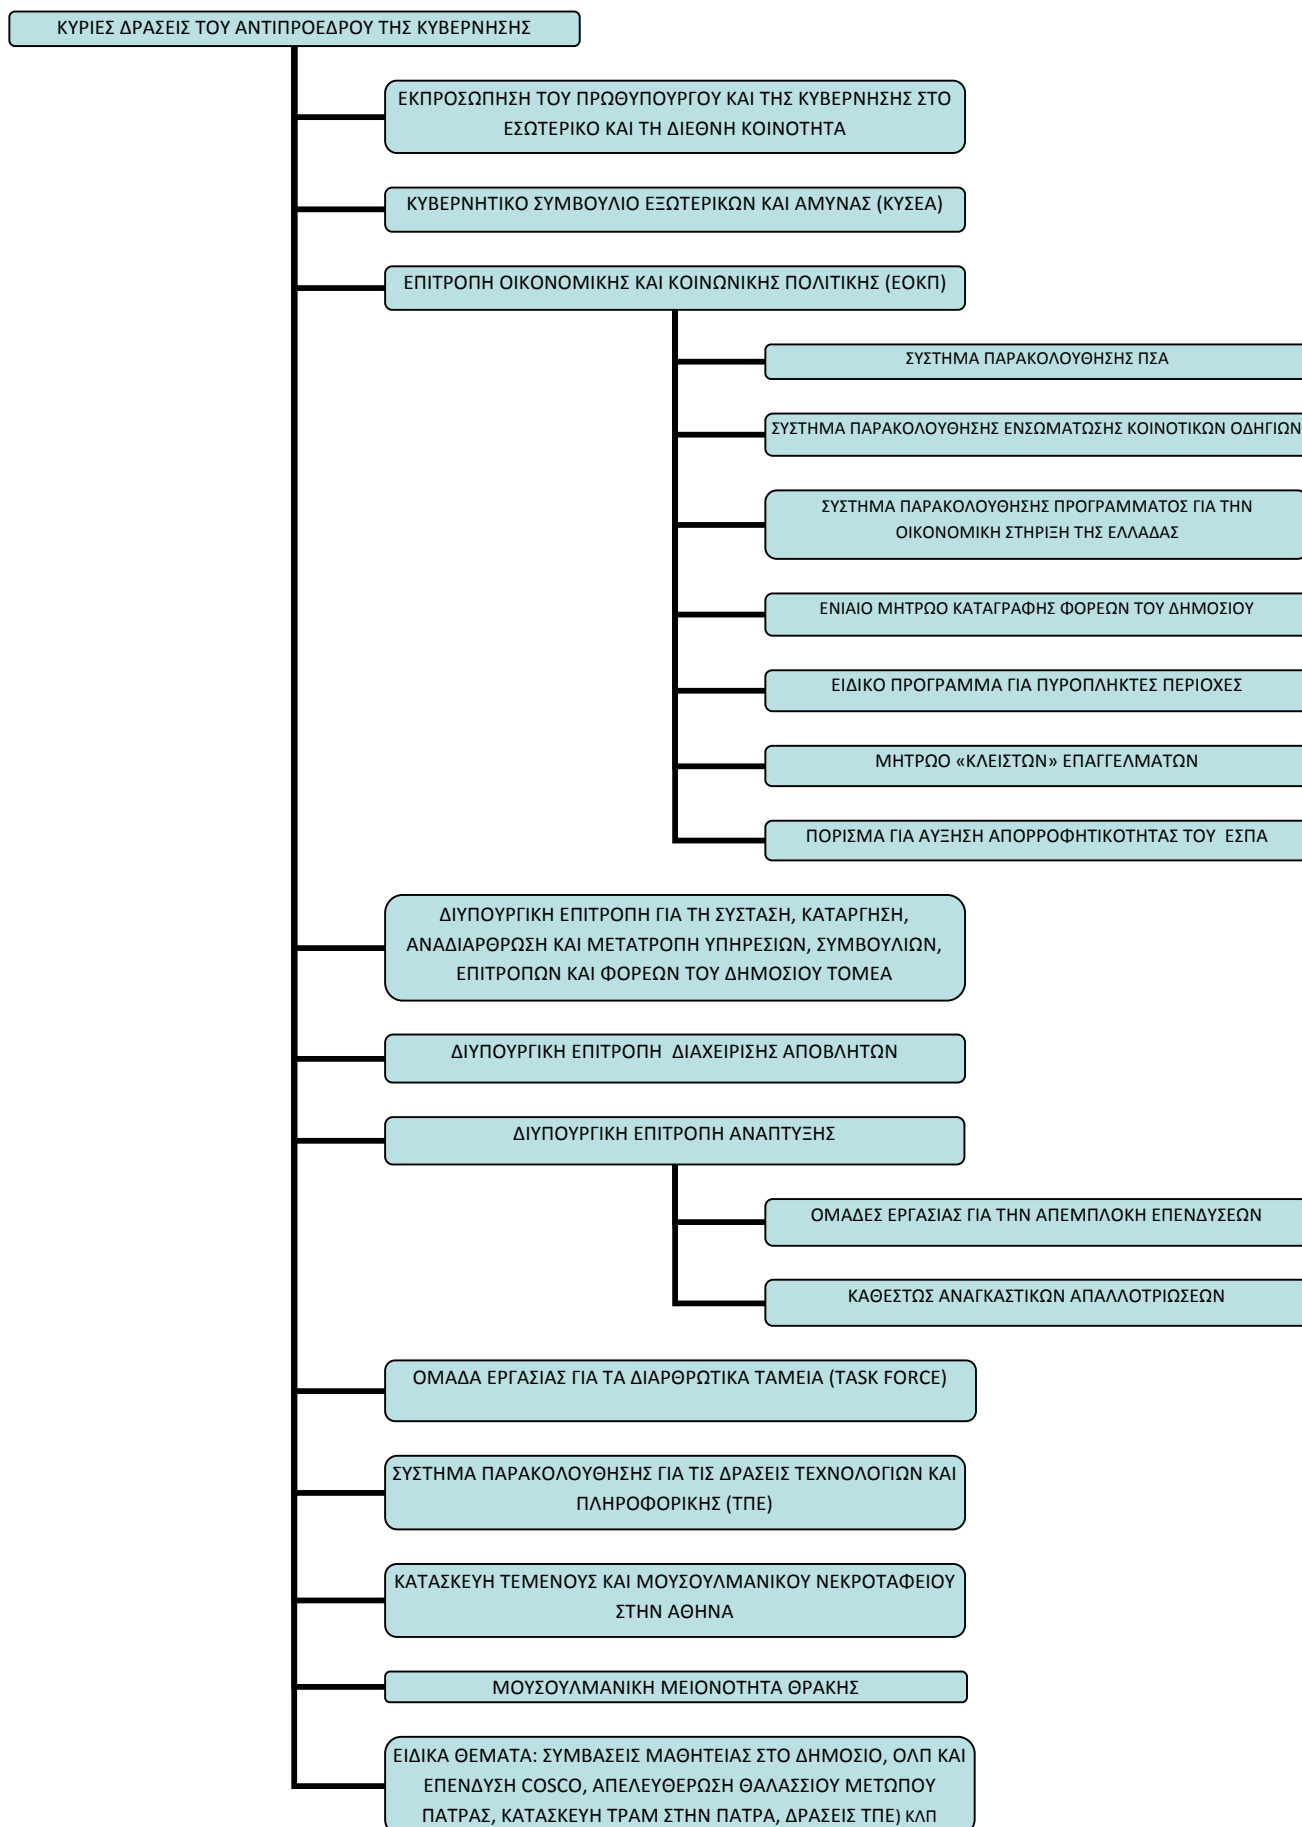 ΚΥΡΙΕΣ ΔΡΑΣΕΙΣ ΤΟΥ ΑΝΤΙΠΡΟΕΔΡΟΥ ΤΗΣ ΚΥΒΕΡΝΗΣΗΣ
ΕΚΠΡΟΣΩΠΗΣΗ ΤΟΥ ΠΡΩΘΥΠΟΥΡΓΟΥ ΚΑΙ ΤΗΣ ΚΥΒΕΡΝΗΣΗΣ ΣΤΟ
ΕΣΩΤΕΡΙΚΟ ΚΑΙ ΤΗ ΔΙΕΘΝΗ ΚΟΙΝΟΤΗΤΑ
ΚΥΒΕΡΝΗΤΙΚΟ ΣΥΜΒΟΥΛΙΟ ΕΞΩΤΕΡΙΚΩΝ ΚΑΙ ΑΜΥΝΑΣ (ΚΥΣΕΑ)
ΕΠΙΤΡΟΠΗ ΟΙΚΟΝΟΜΙΚΗΣ ΚΑΙ ΚΟΙΝΩΝΙΚΗΣ ΠΟΛΙΤΙΚΗΣ (ΕΟΚΠ)
ΣΥΣΤΗΜΑ ΠΑΡΑΚΟΛΟΥΘΗΣΗΣ ΠΣΑ
ΣΥΣΤΗΜΑ ΠΑΡΑΚΟΛΟΥΘΗΣΗΣ ΕΝΣΩΜΑΤΩΣΗΣ ΚΟΙΝΟΤΙΚΩΝ ΟΔΗΓΙΩΝ
ΣΥΣΤΗΜΑ ΠΑΡΑΚΟΛΟΥΘΗΣΗΣ ΠΡΟΓΡΑΜΜΑΤΟΣ ΓΙΑ ΤΗΝ
ΟΙΚΟΝΟΜΙΚΗ ΣΤΗΡΙΞΗ ΤΗΣ ΕΛΛΑΔΑΣ
ΕΝΙΑΙΟ ΜΗΤΡΩΟ ΚΑΤΑΓΡΑΦΗΣ ΦΟΡΕΩΝ ΤΟΥ ΔΗΜΟΣΙΟΥ
ΕΙΔΙΚΟ ΠΡΟΓΡΑΜΜΑ ΓΙΑ ΠΥΡΟΠΛΗΚΤΕΣ ΠΕΡΙΟΧΕΣ
ΜΗΤΡΩΟ «ΚΛΕΙΣΤΩΝ» ΕΠΑΓΓΕΛΜΑΤΩΝ
ΠΟΡΙΣΜΑ ΓΙΑ ΑΥΞΗΣΗ ΑΠΟΡΡΟΦΗΤΙΚΟΤΗΤΑΣ ΤΟΥ ΕΣΠΑ
ΔΙΥΠΟΥΡΓΙΚΗ ΕΠΙΤΡΟΠΗ ΓΙΑ ΤΗ ΣΥΣΤΑΣΗ, ΚΑΤΑΡΓΗΣΗ,
ΑΝΑΔΙΑΡΘΡΩΣΗ ΚΑΙ ΜΕΤΑΤΡΟΠΗ ΥΠΗΡΕΣΙΩΝ, ΣΥΜΒΟΥΛΙΩΝ,
ΕΠΙΤΡΟΠΩΝ ΚΑΙ ΦΟΡΕΩΝ ΤΟΥ ΔΗΜΟΣΙΟΥ ΤΟΜΕΑ
ΔΙΥΠΟΥΡΓΙΚΗ ΕΠΙΤΡΟΠΗ ΔΙΑΧΕΙΡΙΣΗΣ ΑΠΟΒΛΗΤΩΝ
ΔΙΥΠΟΥΡΓΙΚΗ ΕΠΙΤΡΟΠΗ ΑΝΑΠΤΥΞΗΣ
ΟΜΑΔΕΣ ΕΡΓΑΣΙΑΣ ΓΙΑ ΤΗΝ ΑΠΕΜΠΛΟΚΗ ΕΠΕΝΔΥΣΕΩΝ
ΚΑΘΕΣΤΩΣ ΑΝΑΓΚΑΣΤΙΚΩΝ ΑΠΑΛΛΟΤΡΙΩΣΕΩΝ
ΟΜΑΔΑ ΕΡΓΑΣΙΑΣ ΓΙΑ ΤΑ ΔΙΑΡΘΡΩΤΙΚΑ ΤΑΜΕΙΑ (TASK FORCE)
ΣΥΣΤΗΜΑ ΠΑΡΑΚΟΛΟΥΘΗΣΗΣ ΓΙΑ ΤΙΣ ΔΡΑΣΕΙΣ ΤΕΧΝΟΛΟΓΙΩΝ ΚΑΙ
ΠΛΗΡΟΦΟΡΙΚΗΣ (ΤΠΕ)
ΚΑΤΑΣΚΕΥΗ ΤΕΜΕΝΟΥΣ ΚΑΙ ΜΟΥΣΟΥΛΜΑΝΙΚΟΥ ΝΕΚΡΟΤΑΦΕΙΟΥ
ΣΤΗΝ ΑΘΗΝΑ
ΜΟΥΣΟΥΛΜΑΝΙΚΗ ΜΕΙΟΝΟΤΗΤΑ ΘΡΑΚΗΣ
ΕΙΔΙΚΑ ΘΕΜΑΤΑ: ΣΥΜΒΑΣΕΙΣ ΜΑΘΗΤΕΙΑΣ ΣΤΟ ΔΗΜΟΣΙΟ, ΟΛΠ ΚΑΙ
ΕΠΕΝΔΥΣΗ COSCO, ΑΠΕΛΕΥΘΕΡΩΣΗ ΘΑΛΑΣΣΙΟΥ ΜΕΤΩΠΟΥ
ΠΑΤΡΑΣ, ΚΑΤΑΣΚΕΥΗ ΤΡΑΜ ΣΤΗΝ ΠΑΤΡΑ, ΔΡΑΣΕΙΣ ΤΠΕ) ΚΛΠ